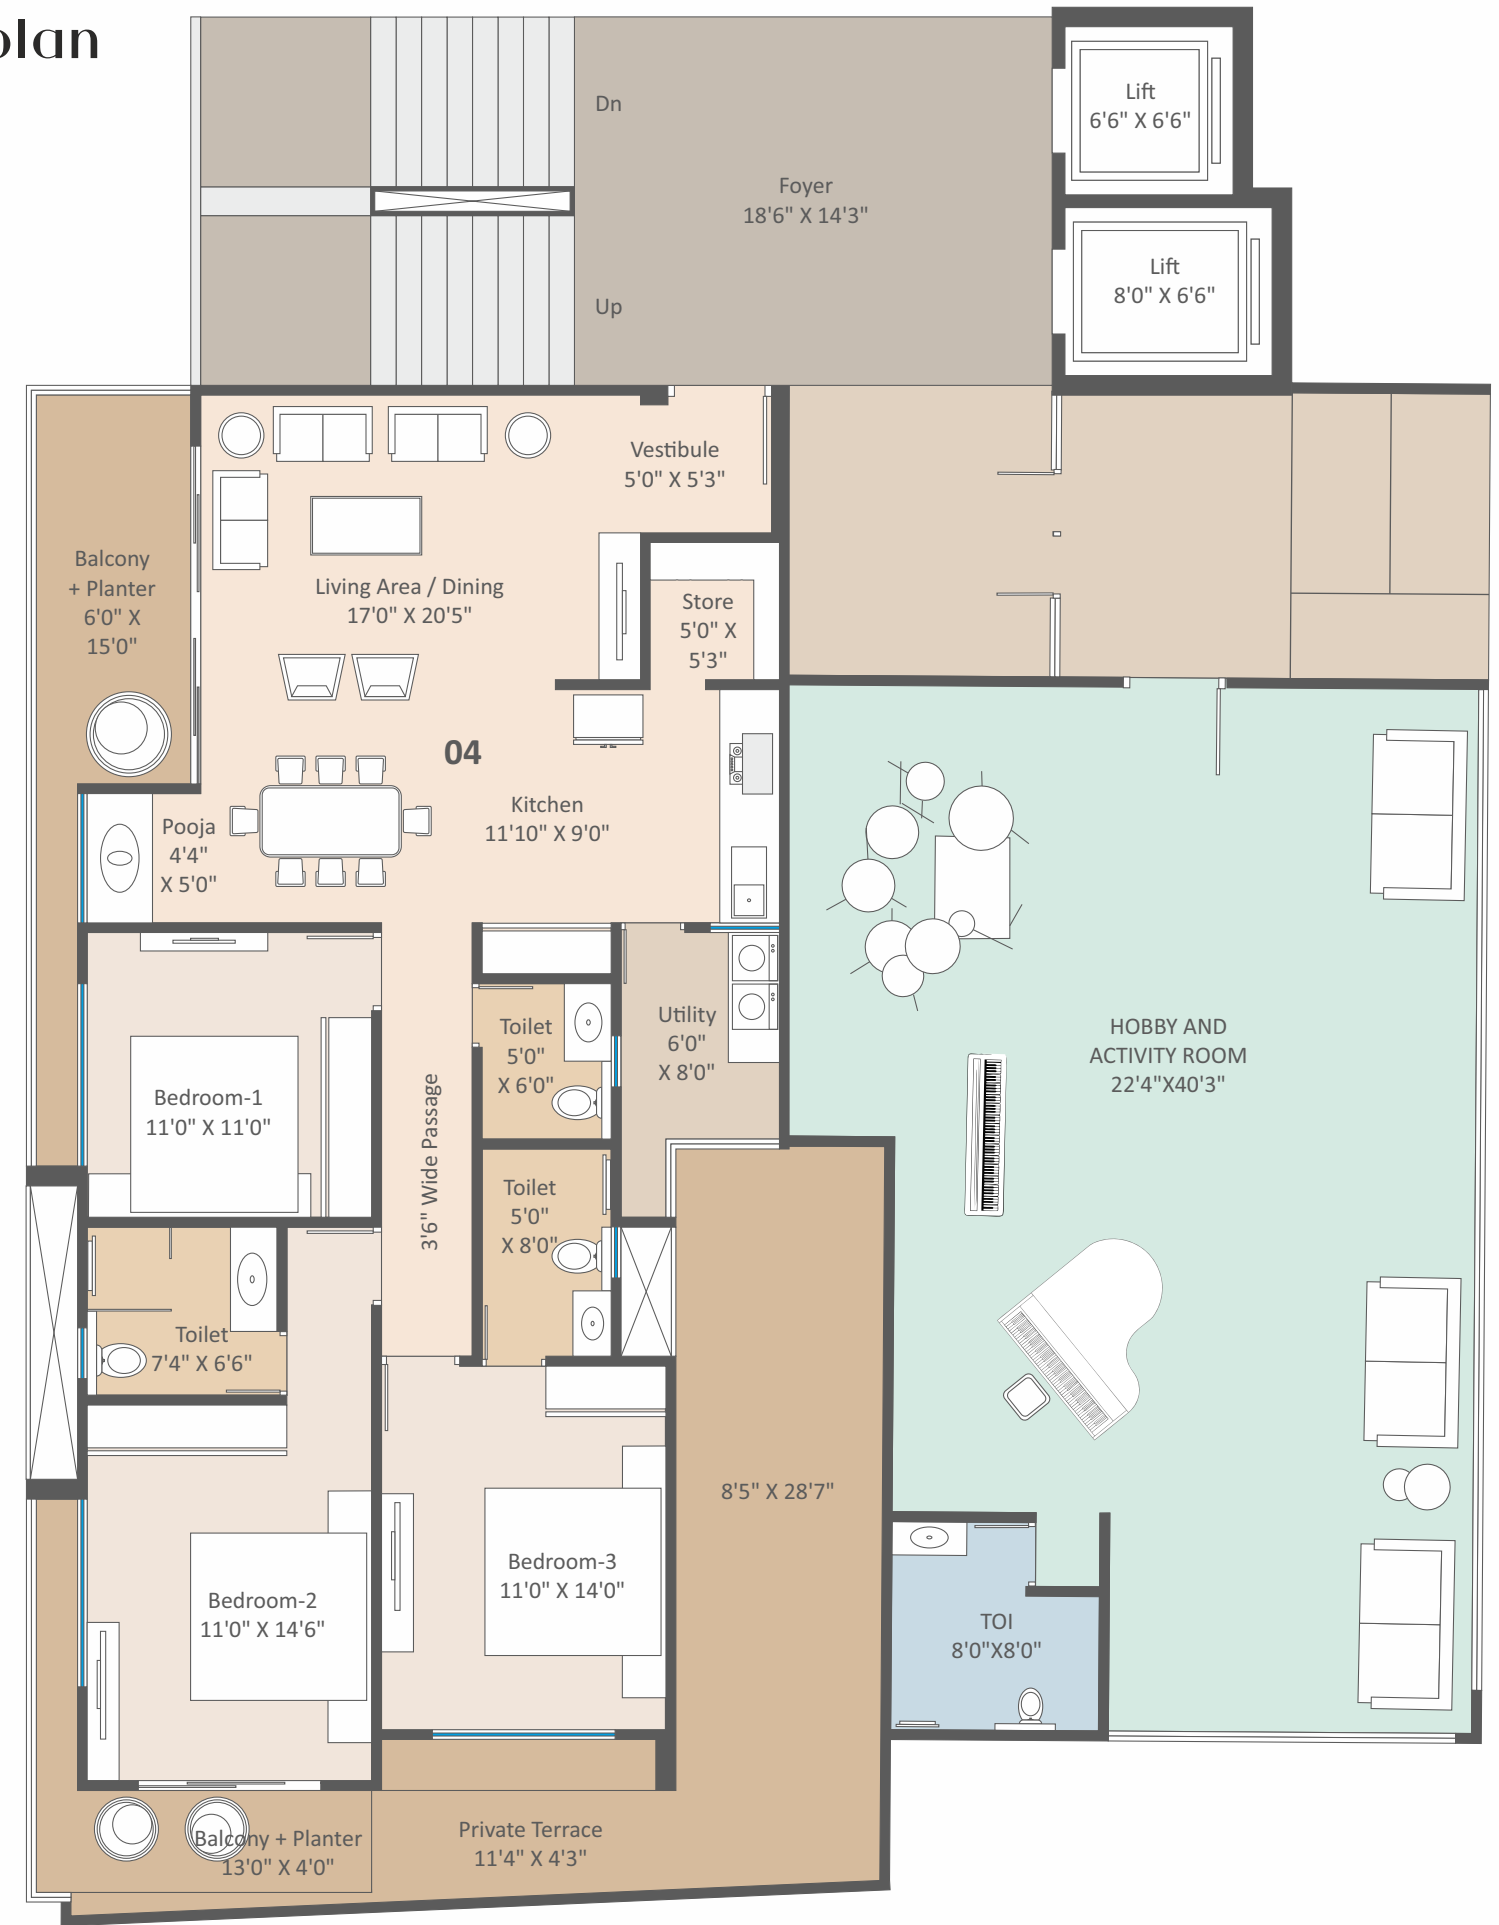 plan
Dn
Lift
6'6" X 6'6"
Foyer
18'6" X 14'3"
Lift
8'0" X 6'6"
Up
Vestibule
5'0" X 5'3"
Balcony
+ Planter
6'0" X
15'0"
Living Area / Dining
17'0" X 20'5"
Store
5'0" X
5'3"
04
Kitchen
11'10" X 9'0"
Pooja
4'4"
X 5'0"
Toilet
5'0"
X 6'0"
Utility
6'0"
X 8'0"
HOBBY AND
ACTIVITY ROOM
22'4"X40'3"
Bedroom-1
11'0" X 11'0"
3'6" Wide Passage
Toilet
5'0"
X 8'0"
Toilet
7'4" X 6'6"
8'5" X 28'7"
Bedroom-3
11'0" X 14'0"
Bedroom-2
11'0" X 14'6"
TOI
8'0"X8'0"
Balcony + Planter
13'0" X 4'0"
Private Terrace
11'4" X 4'3"